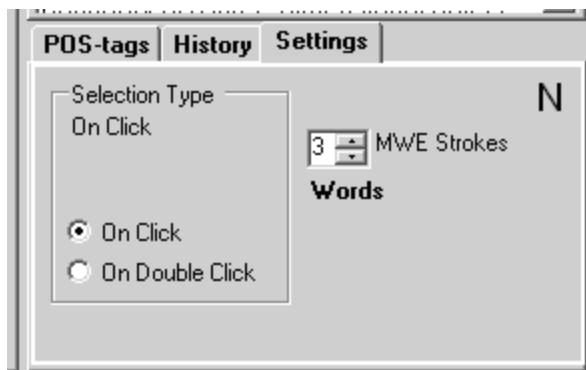 POS-tags History Settings
Selection Type
On Click
N
3 MWE Strokes
Words
On Click
On Double Click